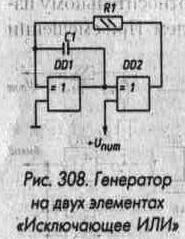 R1
C1
DD1 DD2
= 1 = 1
+Uпит
Рис. 308. Генератор
на двух элементах
«Исключающее ИЛИ»